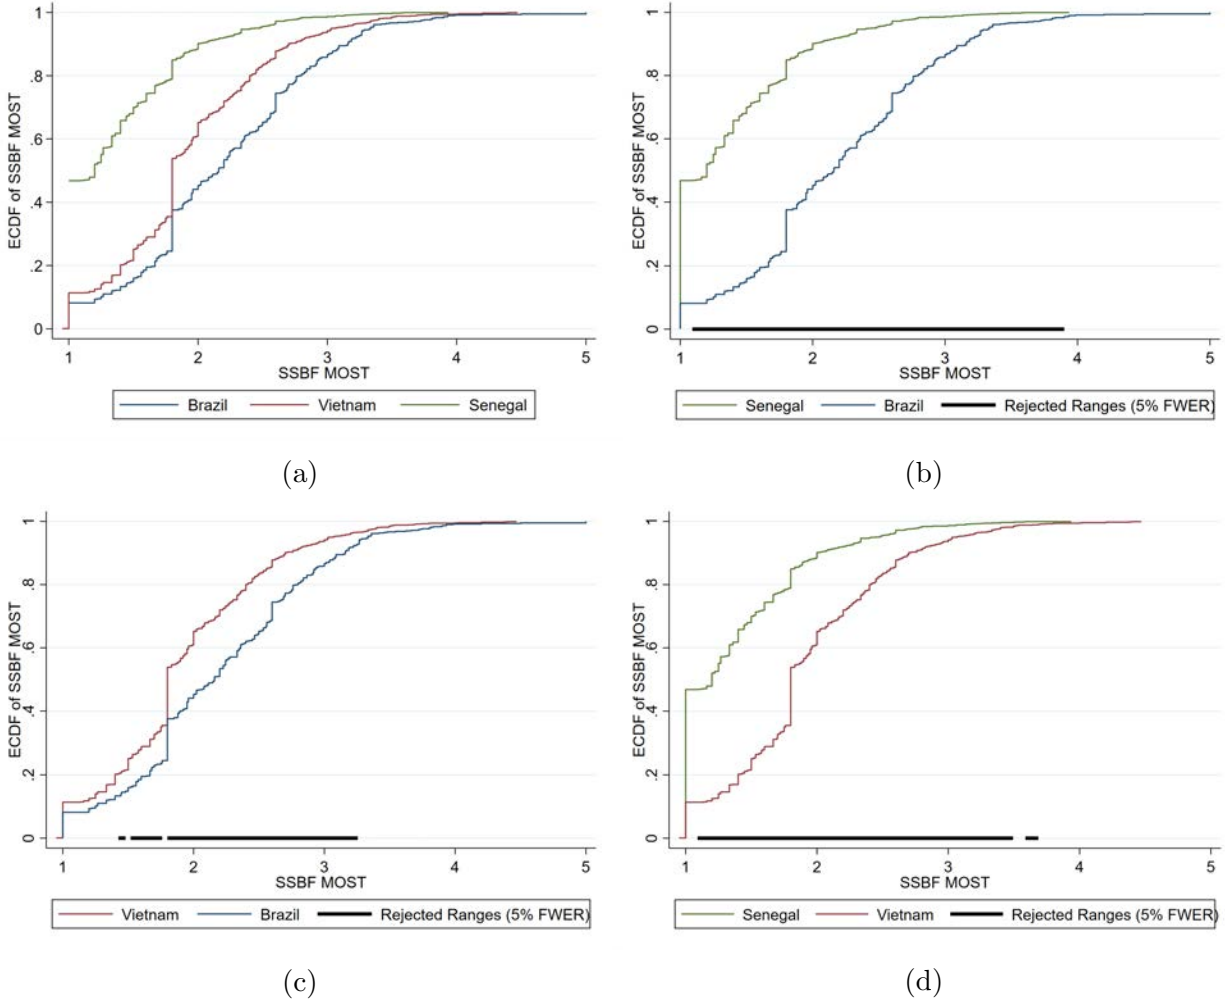 1
.8
.6
.4
.2
0
ECDF of SSBF MOST
1 2 3 4 5
SSBF MOST
Brazil Vietnam Senegal
(a)
1
.8
.6
.4
.2
0
ECDF of SSBF MOST
1 2 3 4 5
SSBF MOST
Senegal Brazil Rejected Ranges (5% FWER)
(b)
1
.8
.6
.4
.2
0
ECDF of SSBF MOST
1 2 3 4 5
SSBF MOST
Vietnam Brazil Rejected Ranges (5% FWER)
(c)
1
.8
.6
.4
.2
0
ECDF of SSBF MOST
1 2 3 4 5
SSBF MOST
Senegal Vietnam Rejected Ranges (5% FWER)
(d)